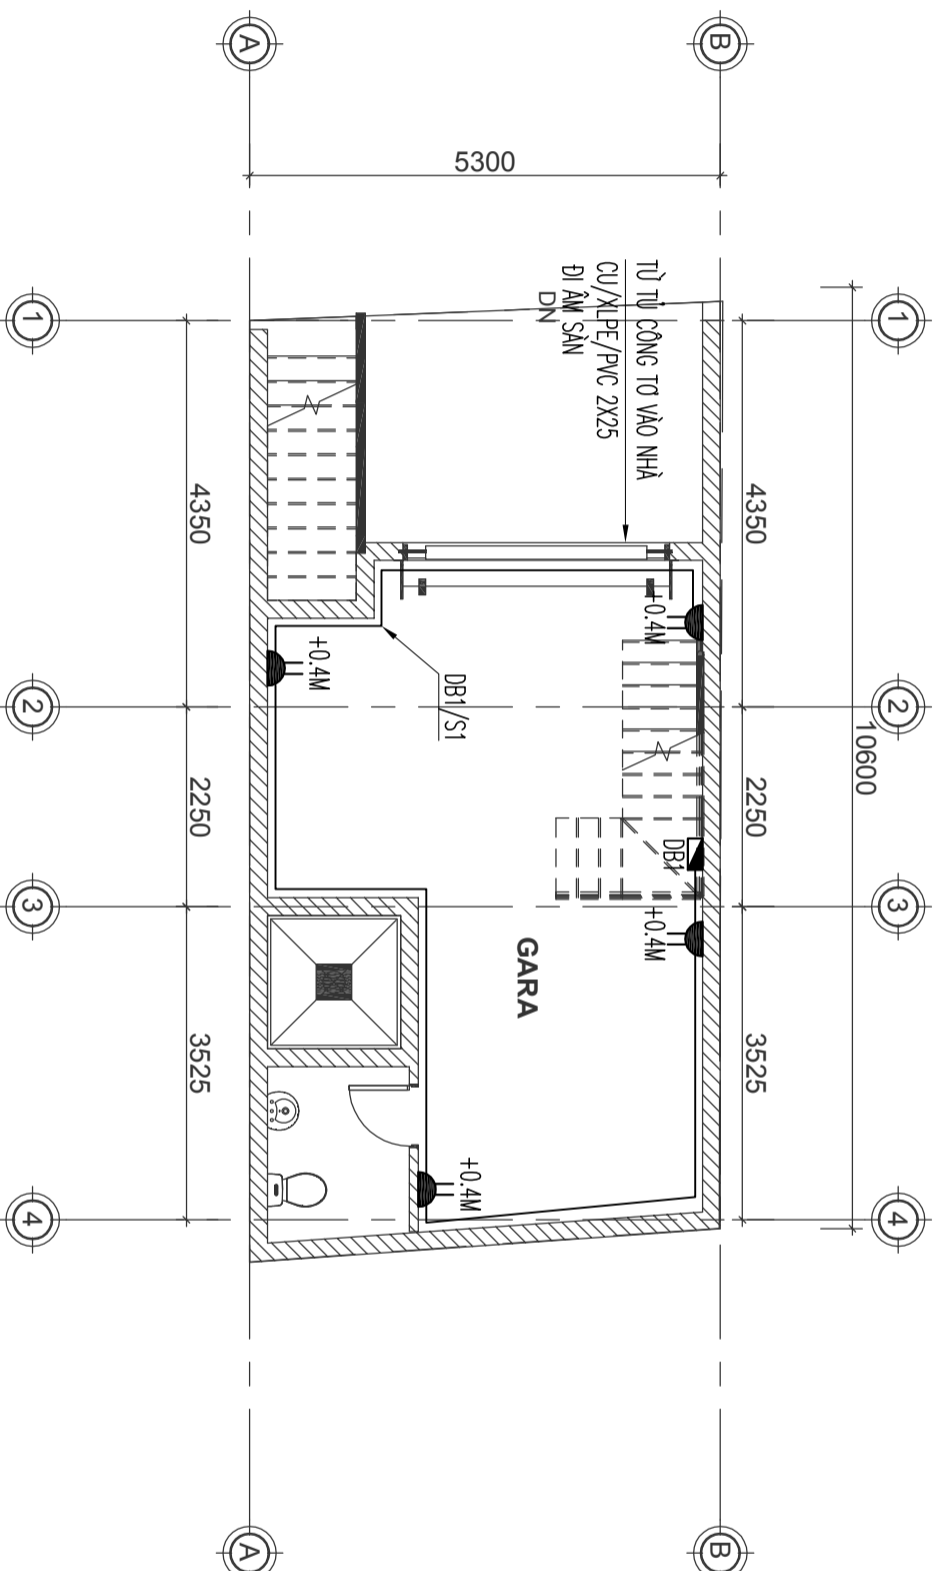 A
B
5300
10600
1
1
TỪ TỦ CÔNG TƠ VÀO NHÀ
CU/XLPE/PVC 2X25
ĐI ÂM SÀN
DN
4350
4350
+0.4M
+0.4M
DB1/S1
2
2
2250
2250
DB1
3
3
+0.4M
GARA
3525
3525
+0.4M
4
4
A
B